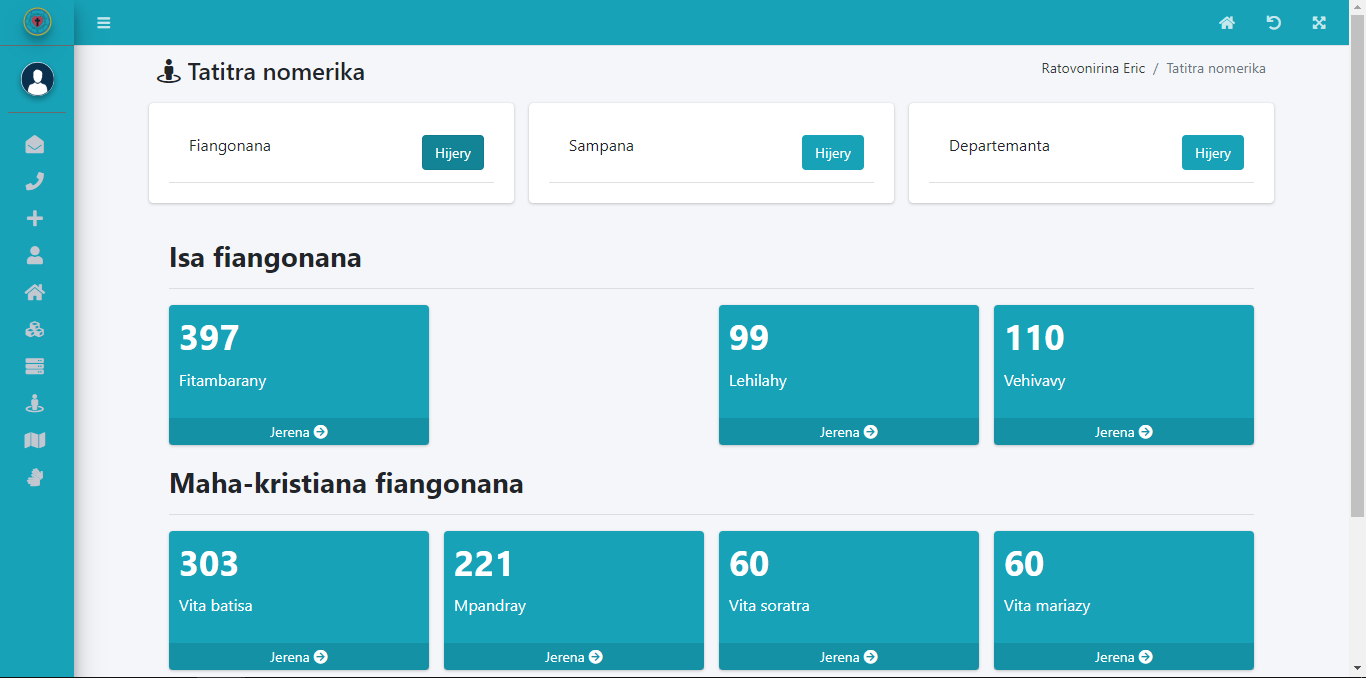 Tatitra nomerika
Ratovonirina Eric / Tatitra nomerika
Fiangonana
Hijery
Sampana
Hijery
Departemanta
Hijery
Isa fiangonana
397
Fitambarany
Jerena
99
Lehilahy
Jerena
110
Vehivavy
Jerena
Maha-kristiana fiangonana
303
Vita batisa
Jerena
221
Mpandray
Jerena
60
Vita soratra
Jerena
60
Vita mariazy
Jerena